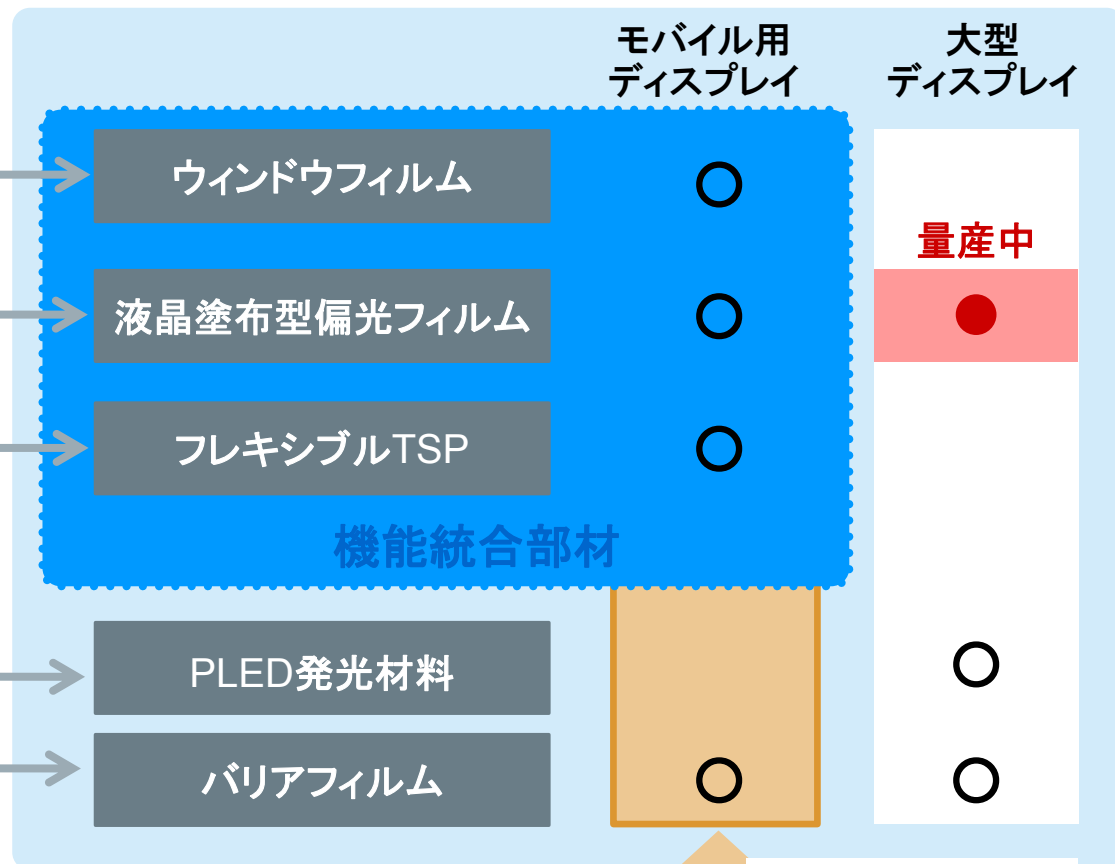 モバイル用
ディスプレイ
大型
ディスプレイ
ウィンドウフィルム
量産中
液晶塗布型偏光フィルム
フレキシブルTSP
機能統合部材
PLED発光材料
バリアフィルム